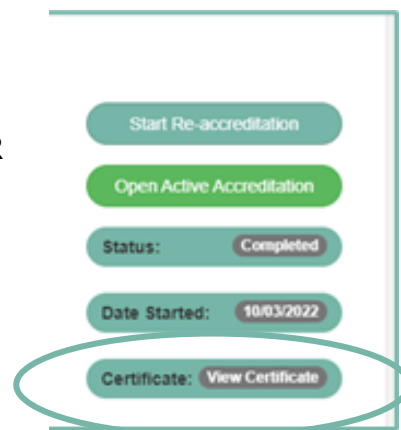 Start Re-accreditation
R
Open Active Accreditation
Status: Completed
Date Started: 10/03/2022
Certificate: View Certificate